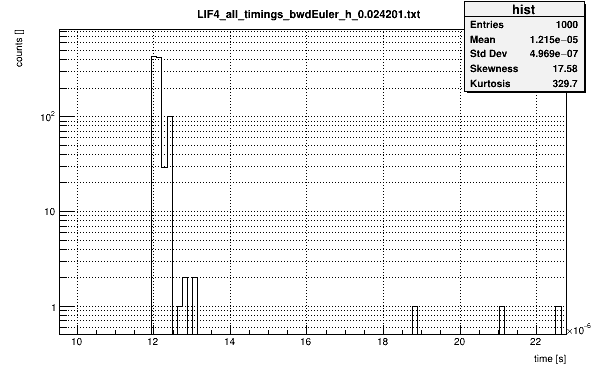 LIF4_all_timings_bwdEuler_h_0.024201.txt
hist
Entries 1000
Mean 1.215e−05
Std Dev 4.969e−07
Skewness 17.58
Kurtosis 329.7
counts []
10²
10
1
10 12 14 16 18 20 22
×10⁻⁶
time [s]